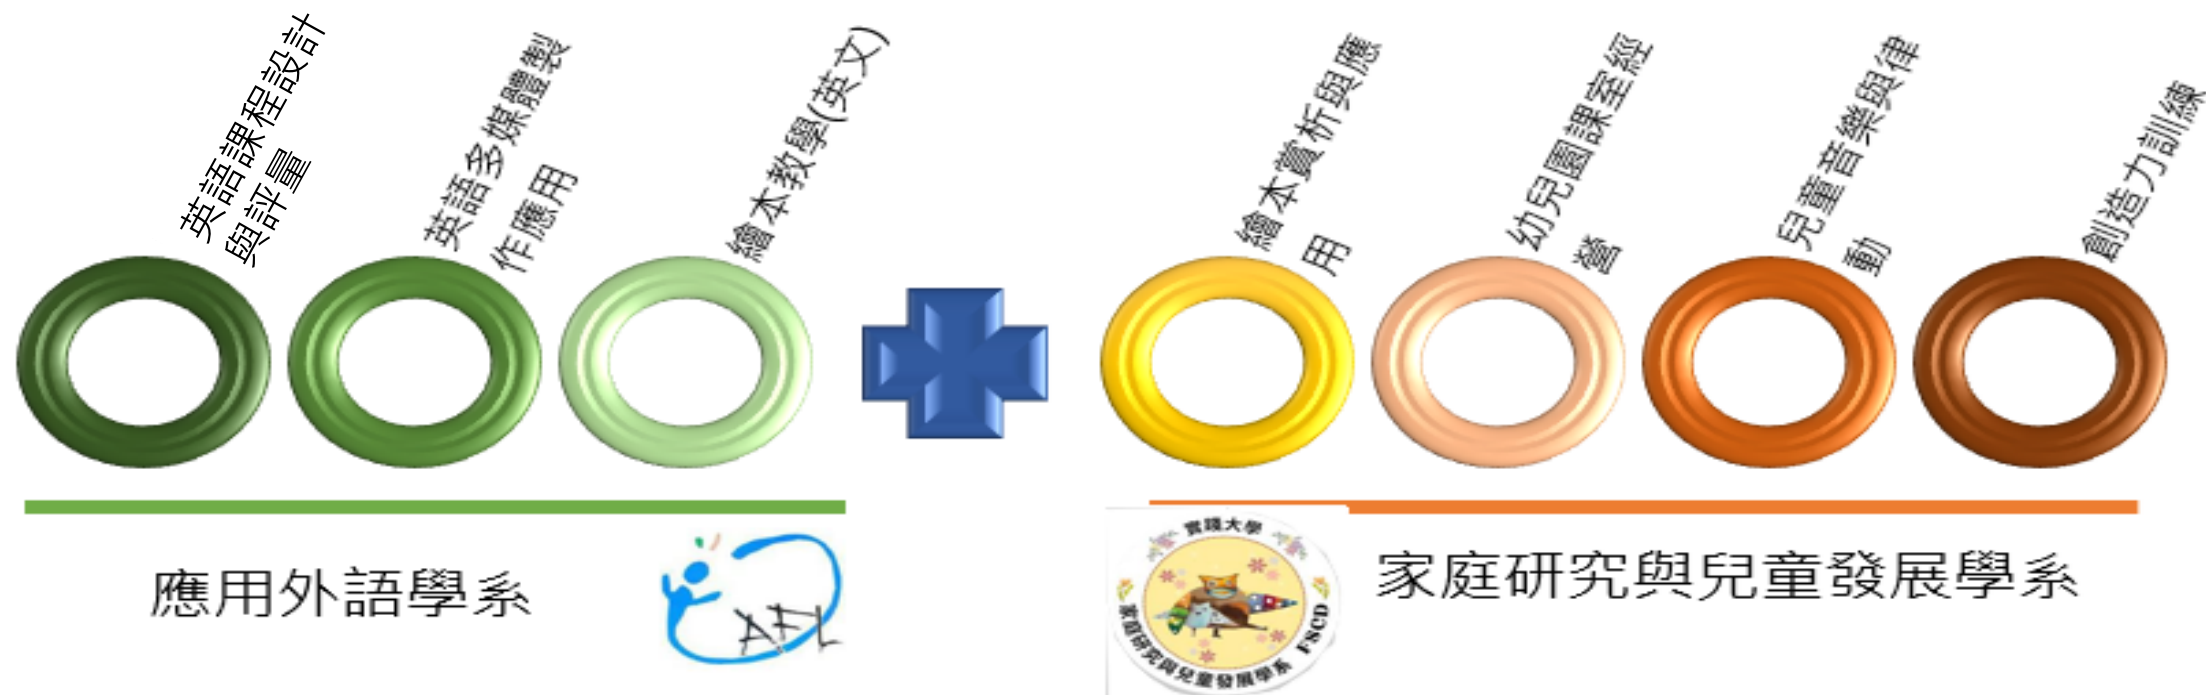 英語課程設計
與評量
英語多媒體製
作應用
繪本教學(英文)
繪本賞析與應
用
幼兒園課室經
營
兒童音樂與律
動
創造力訓練
應用外語學系
AFL
實踐大學
家庭研究與兒童發展學系 FSCD
家庭研究與兒童發展學系